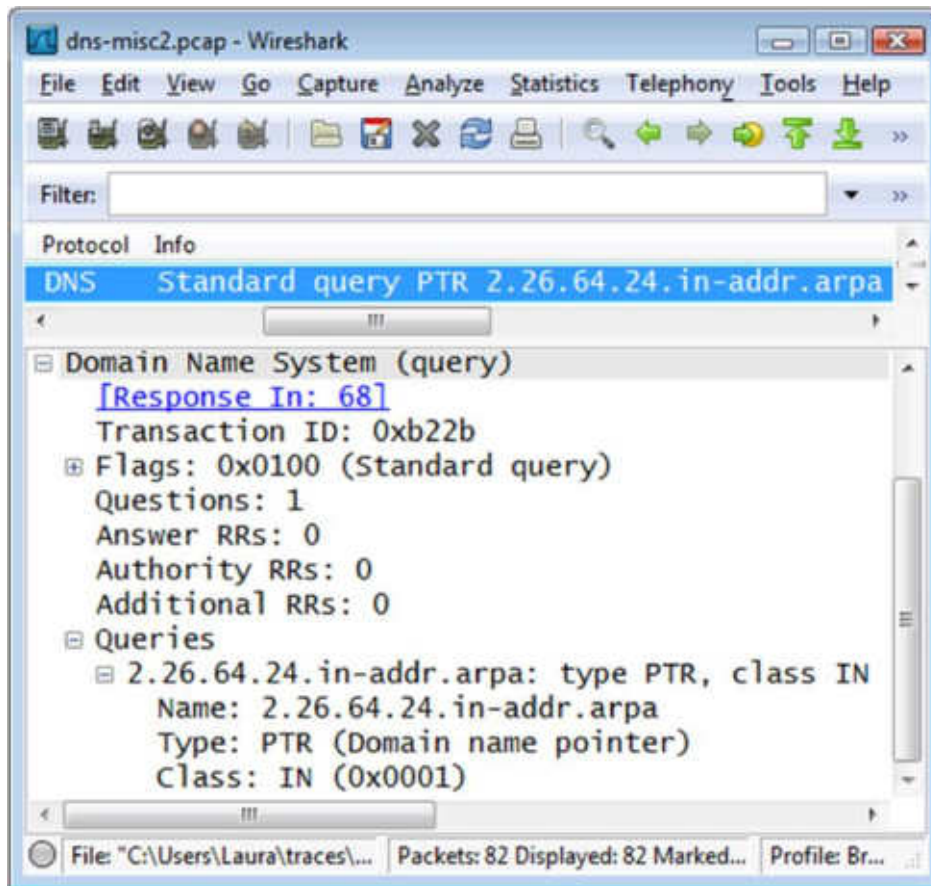 dns-misc2.pcap - Wireshark
File Edit View Go Capture Analyze Statistics Telephony Tools Help
»
Filter: »
Protocol Info
DNS Standard query PTR 2.26.64.24.in-addr.arpa
Domain Name System (query)
[Response In: 68]
Transaction ID: 0xb22b
Flags: 0x0100 (Standard query)
Questions: 1
Answer RRs: 0
Authority RRs: 0
Additional RRs: 0
Queries
2.26.64.24.in-addr.arpa: type PTR, class IN
Name: 2.26.64.24.in-addr.arpa
Type: PTR (Domain name pointer)
Class: IN (0x0001)
File: "C:\Users\Laura\traces\... Packets: 82 Displayed: 82 Marked... Profile: Br...